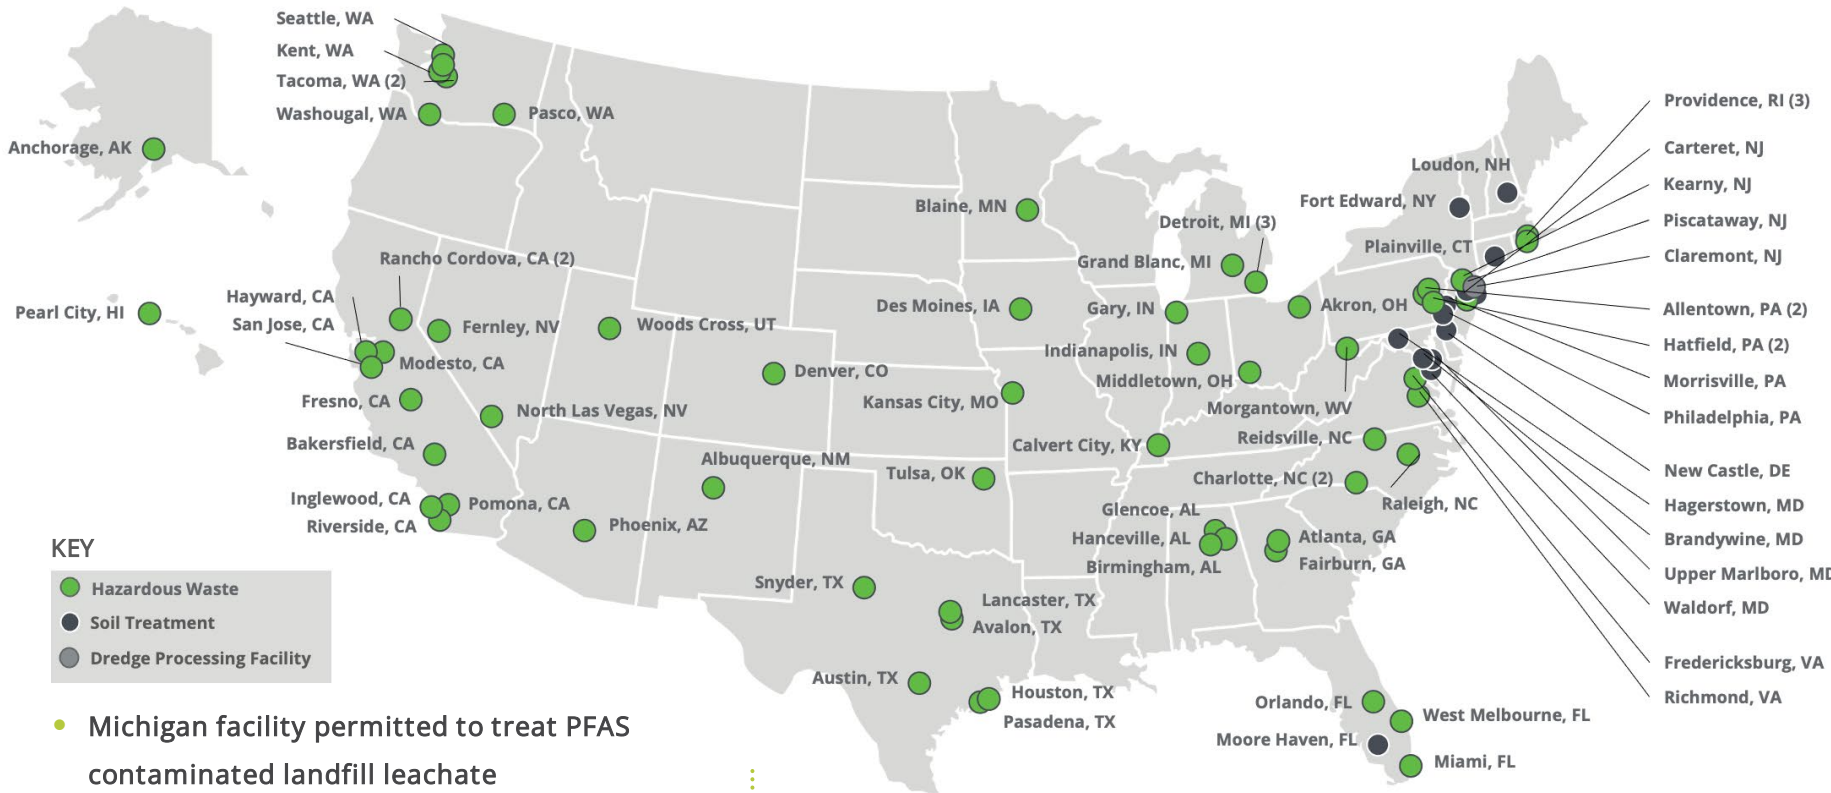 Seattle, WA
Kent, WA
Tacoma, WA (2)
Washougal, WA
Pasco, WA
Anchorage, AK
Pearl City, HI
Rancho Cordova, CA (2)
Hayward, CA
San Jose, CA
Fernley, NV
Modesto, CA
Fresno, CA
North Las Vegas, NV
Bakersfield, CA
Inglewood, CA
Pomona, CA
Riverside, CA
Woods Cross, UT
Denver, CO
Albuquerque, NM
Phoenix, AZ
Blaine, MN
Des Moines, IA
Kansas City, MO
Tulsa, OK
Snyder, TX
Lancaster, TX
Avalon, TX
Austin, TX
Houston, TX
Pasadena, TX
Detroit, MI (3)
Grand Blanc, MI
Gary, IN
Akron, OH
Indianapolis, IN
Middletown, OH
Morgantown, WV
Calvert City, KY
Reidsville, NC
Charlotte, NC (2)
Raleigh, NC
Glencoe, AL
Hanceville, AL
Birmingham, AL
Atlanta, GA
Fairburn, GA
Orlando, FL
West Melbourne, FL
Moore Haven, FL
Miami, FL
Loudon, NH
Fort Edward, NY
Plainville, CT
Providence, RI (3)
Carteret, NJ
Kearny, NJ
Piscataway, NJ
Claremont, NJ
Allentown, PA (2)
Hatfield, PA (2)
Morrisville, PA
Philadelphia, PA
New Castle, DE
Hagerstown, MD
Brandywine, MD
Upper Marlboro, MD
Waldorf, MD
Fredericksburg, VA
Richmond, VA
KEY
Hazardous Waste
Soil Treatment
Dredge Processing Facility
• Michigan facility permitted to treat PFAS
contaminated landfill leachate